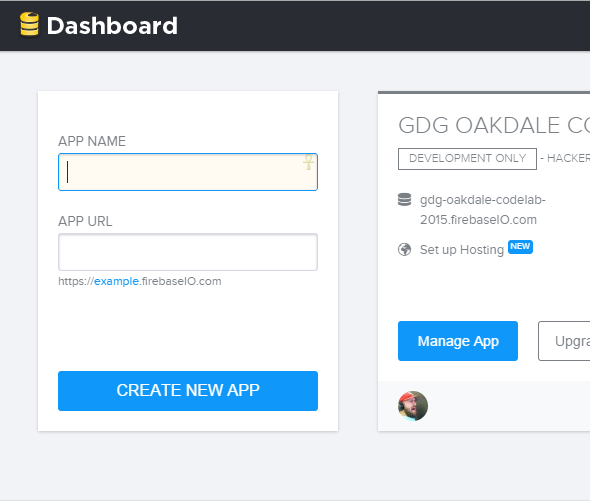 Dashboard
APP NAME
APP URL
https://example.firebaseIO.com
CREATE NEW APP
GDG OAKDALE CO
DEVELOPMENT ONLY - HACKER
gdg-oakdale-codelab-
2015.firebaseIO.com
Set up Hosting NEW
Manage App
Upgra